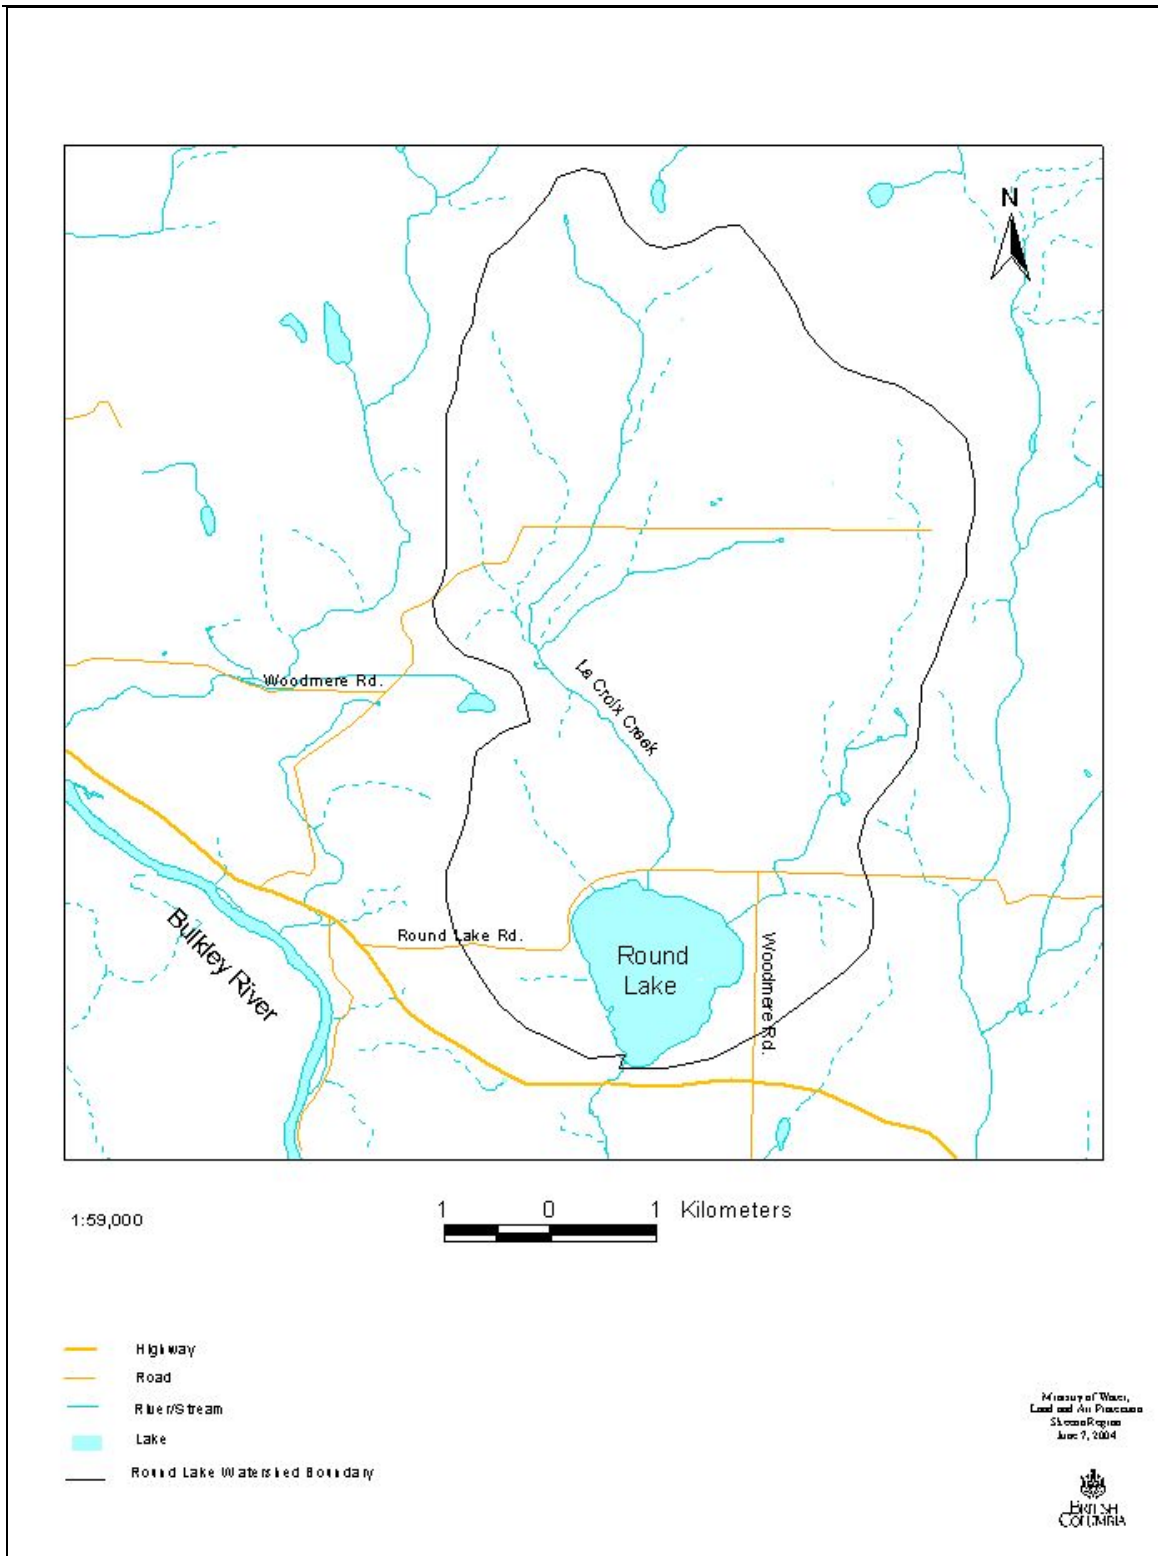 N
La Croix Creek
Woodmere Rd.
Round Lake Rd.
Bulkley River
Round
Lake
Woodmere Rd.
1:59,000
1 0 1 Kilometers
Highway
Road
River/Stream
Lake
Round Lake Watershed Boundary
Ministry of Water,
Land and Air Protection
Skeena Region
June 7, 2004
BRITISH
COLUMBIA